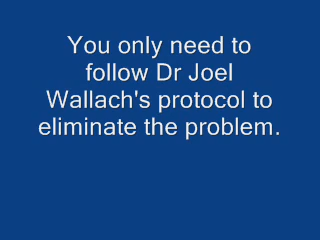 You only need to
follow Dr Joel
Wallach's protocol to
eliminate the problem.